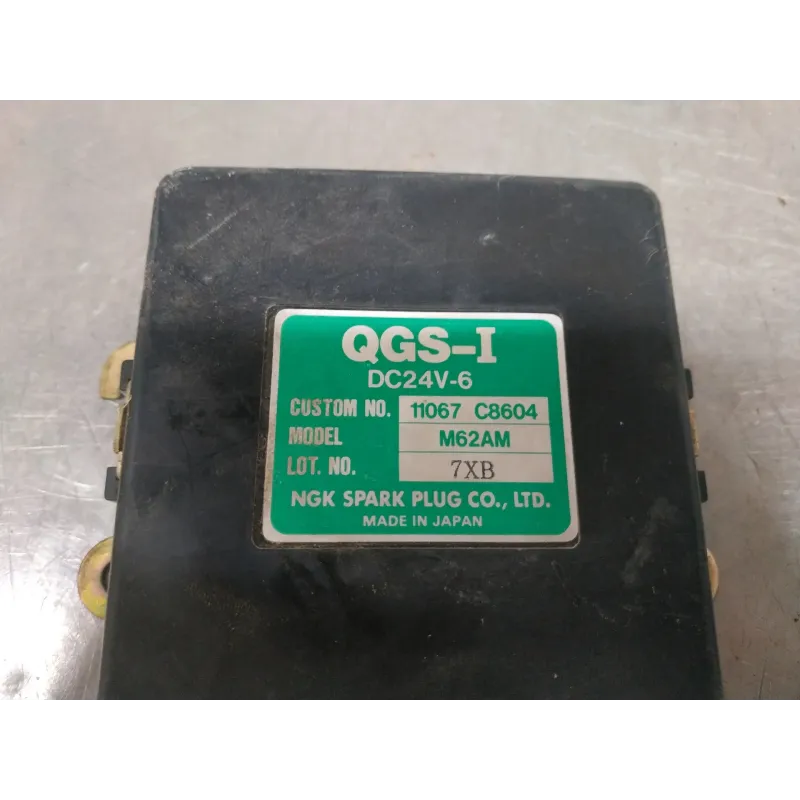 QGS-I
DC24V-6
CUSTOM NO. 11067 C8604
MODEL M62AM
LOT. NO. 7XB
NGK SPARK PLUG CO., LTD.
MADE IN JAPAN